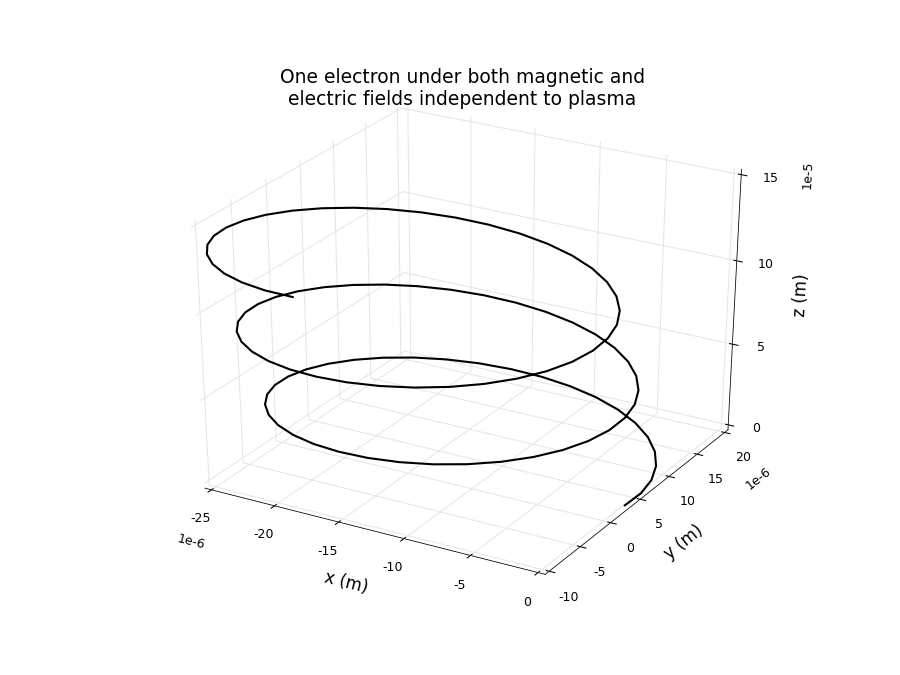 One electron under both magnetic and
electric fields independent to plasma
1e-5
15
10
z (m)
5
0
20
15
1e-6
10
5
y (m)
0
-5
-10
-25
-20
-15
-10
-5
0
1e-6
x (m)